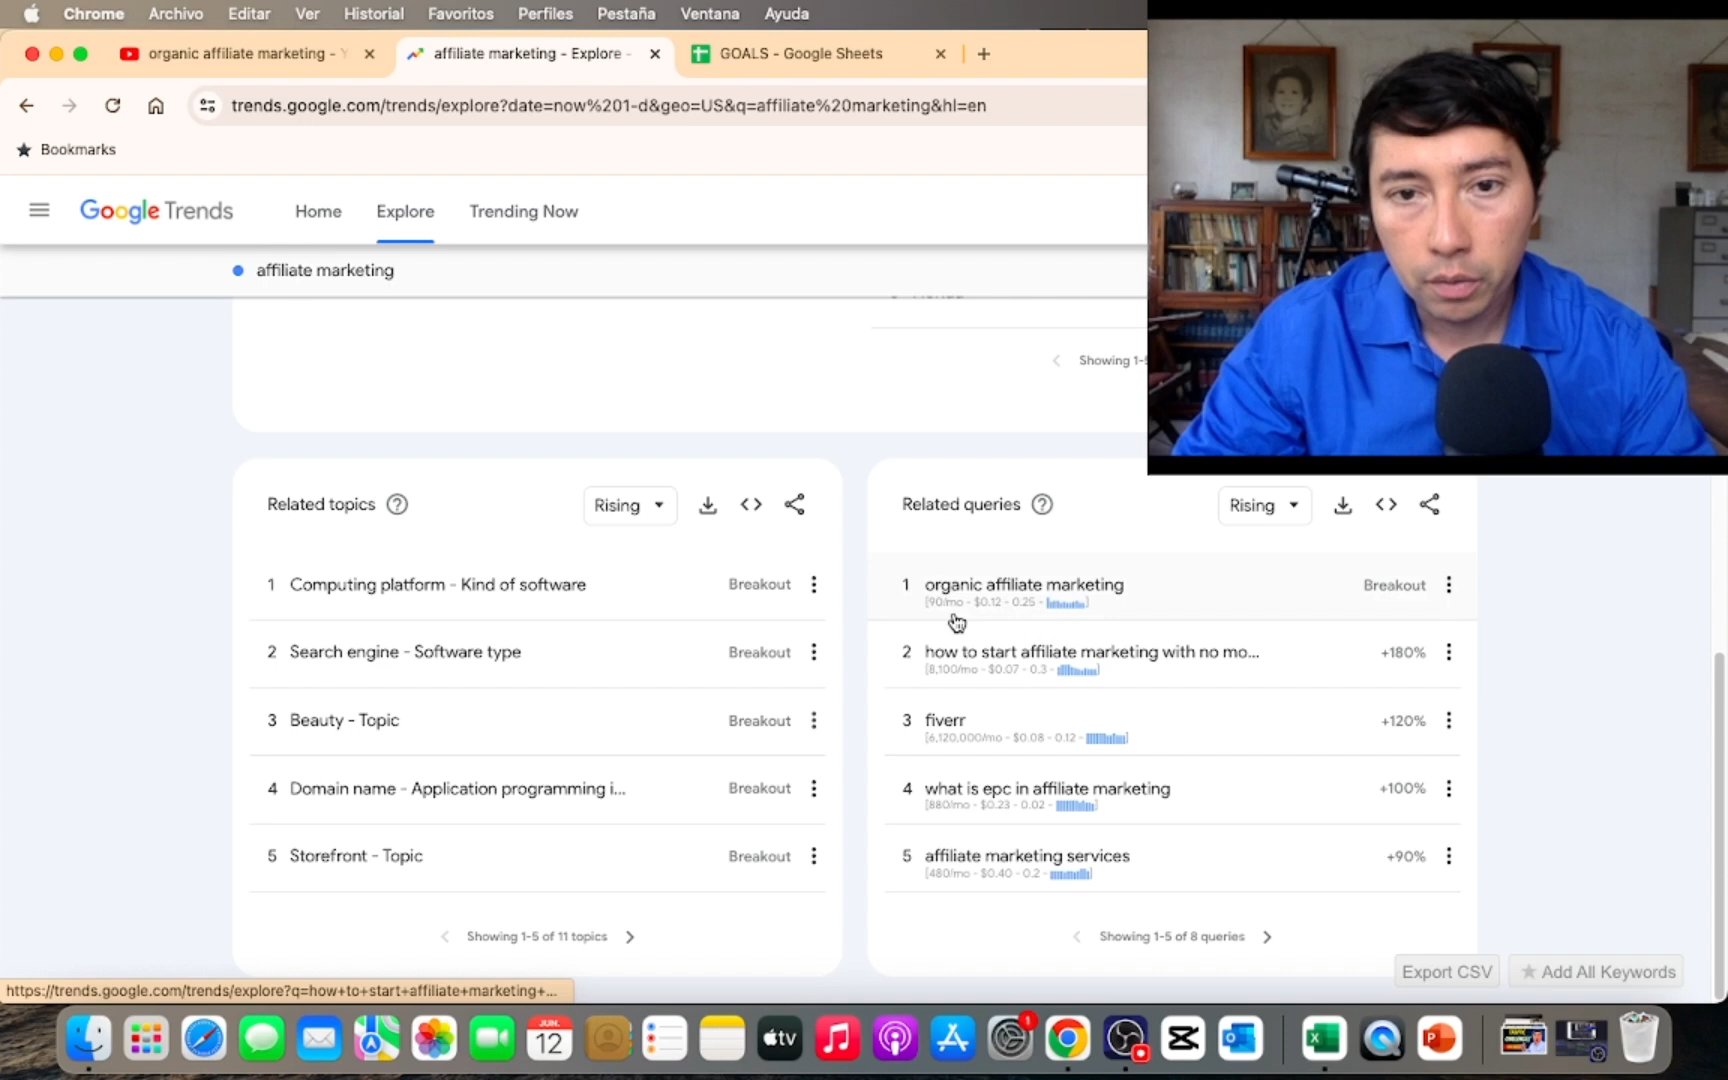 Chrome Archivo Editar Ver Historial Favoritos Perfiles Pestaña Ventana Ayuda
organic affiliate marketing -
affiliate marketing - Explore -
GOALS - Google Sheets
trends.google.com/trends/explore?date=now%201-d&geo=US&q=affiliate%20marketing&hl=en
Bookmarks
Google Trends Home Explore Trending Now
affiliate marketing
Showing 1-5
Related topics
Rising
1 Computing platform - Kind of software Breakout
2 Search engine - Software type Breakout
3 Beauty - Topic Breakout
4 Domain name - Application programming i... Breakout
5 Storefront - Topic Breakout
Showing 1-5 of 11 topics
Related queries
Rising
1 organic affiliate marketing Breakout
[90/mo - $0.12 - 0.25 - ]
2 how to start affiliate marketing with no mo... +180%
[8,100/mo - $0.07 - 0.3 - ]
3 fiverr +120%
[6,120,000/mo - $0.08 - 0.12 - ]
4 what is epc in affiliate marketing +100%
[880/mo - $0.23 - 0.02 - ]
5 affiliate marketing services +90%
[480/mo - $0.40 - 0.2 - ]
Showing 1-5 of 8 queries
Export CSV
Add All Keywords
https://trends.google.com/trends/explore?q=how+to+start+affiliate+marketing+...
JUN.
12
tv
1